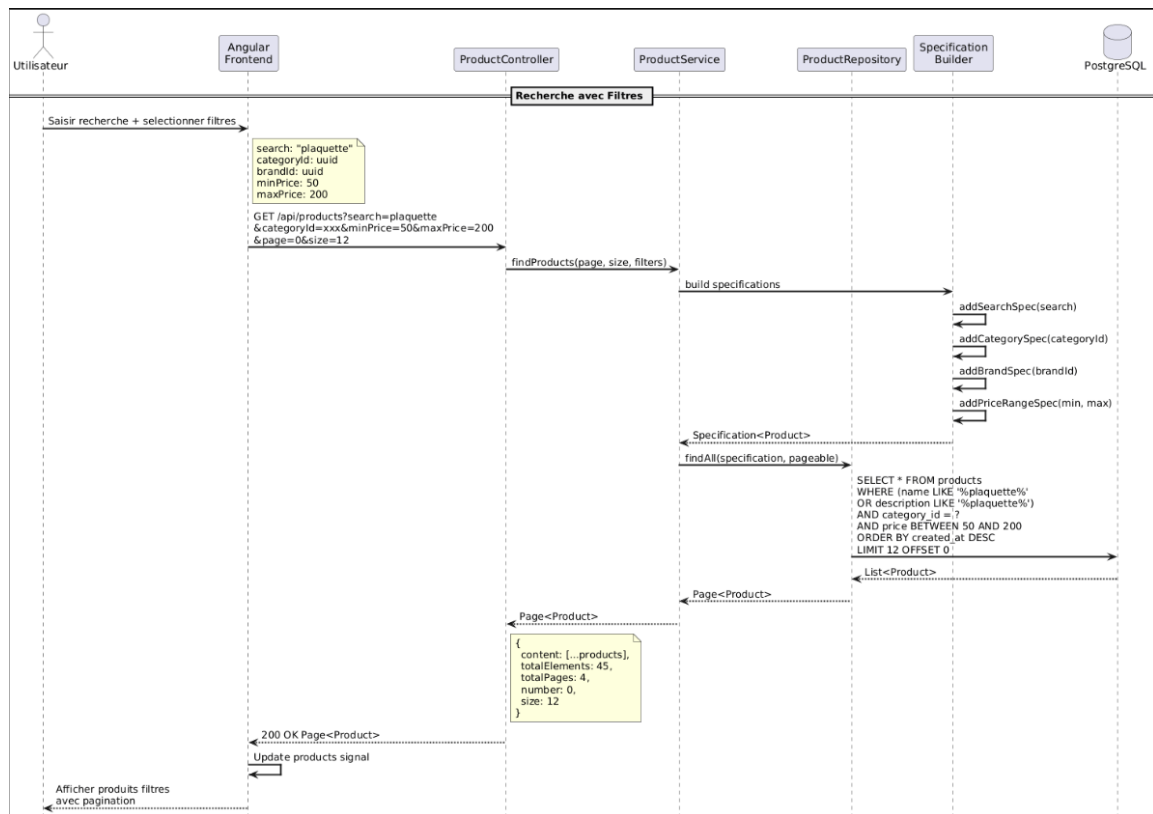 Utilisateur
Angular
Frontend
ProductController
ProductService
ProductRepository
Specification
Builder
PostgreSQL
Recherche avec Filtres
Saisir recherche + selectionner filtres
search: "plaquette"
categoryId: uuid
brandId: uuid
minPrice: 50
maxPrice: 200
GET /api/products?search=plaquette
&categoryId=xxx&minPrice=50&maxPrice=200
&page=0&size=12
findProducts(page, size, filters)
build specifications
addSearchSpec(search)
addCategorySpec(categoryId)
addBrandSpec(brandId)
addPriceRangeSpec(min, max)
Specification<Product>
findAll(specification, pageable)
SELECT * FROM products
WHERE (name LIKE '%plaquette%'
OR description LIKE '%plaquette%')
AND category_id = ?
AND price BETWEEN 50 AND 200
ORDER BY created_at DESC
LIMIT 12 OFFSET 0
List<Product>
Page<Product>
Page<Product>
{
content: [...products],
totalElements: 45,
totalPages: 4,
number: 0,
size: 12
}
200 OK Page<Product>
Update products signal
Afficher produits filtres
avec pagination